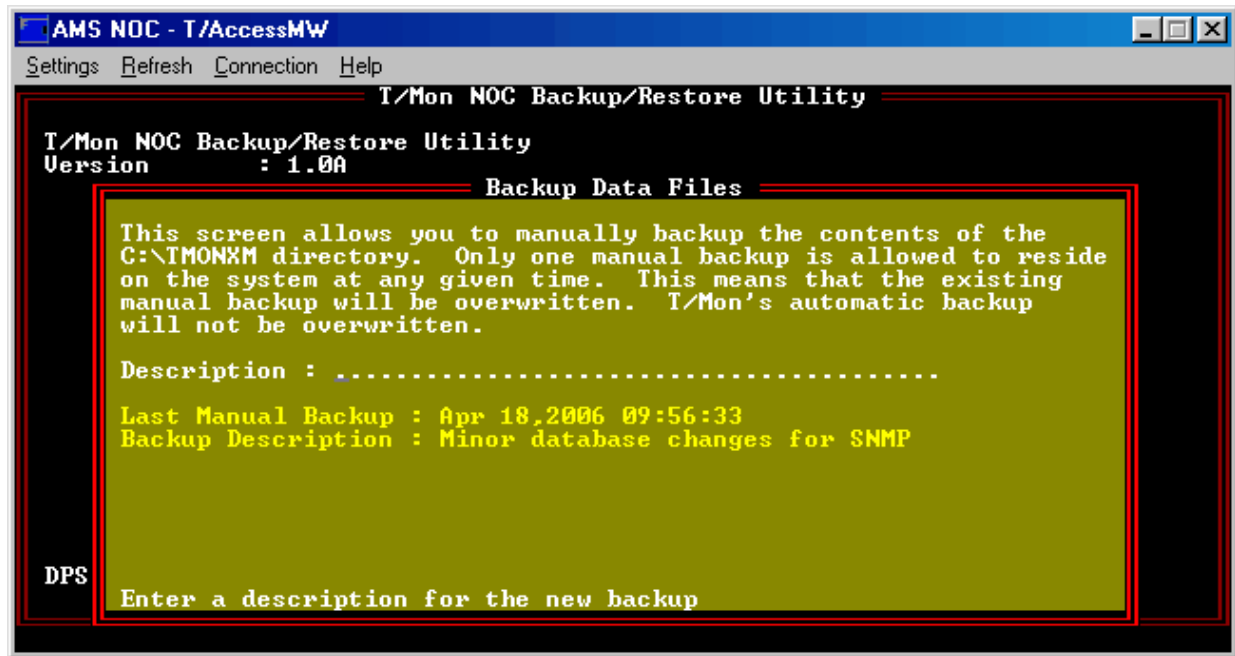 AMS NOC - T/AccessMW
Settings Refresh Connection Help
T/Mon NOC Backup/Restore Utility
T/Mon NOC Backup/Restore Utility
Version : 1.0A
Backup Data Files
This screen allows you to manually backup the contents of the
C:\TMONXM directory. Only one manual backup is allowed to reside
on the system at any given time. This means that the existing
manual backup will be overwritten. T/Mon's automatic backup
will not be overwritten.
Description : ........................................
Last Manual Backup : Apr 18,2006 09:56:33
Backup Description : Minor database changes for SNMP
DPS
Enter a description for the new backup